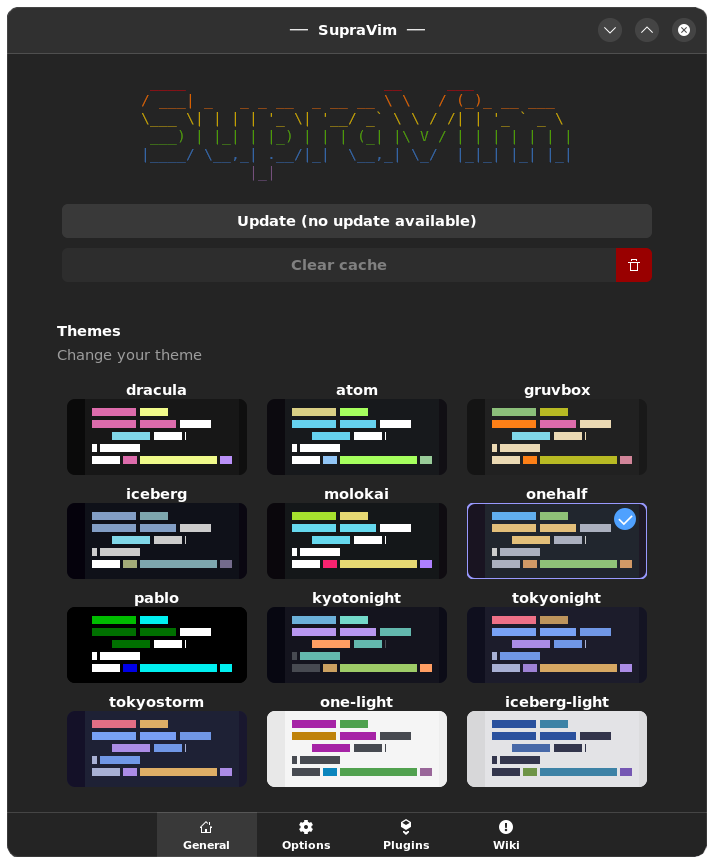 SupraVim
SupraVim
Update (no update available)
Clear cache
Themes
Change your theme
dracula atom gruvbox
iceberg molokai onehalf
pablo kyotonight tokyonight
tokyostorm one-light iceberg-light
General Options Plugins Wiki